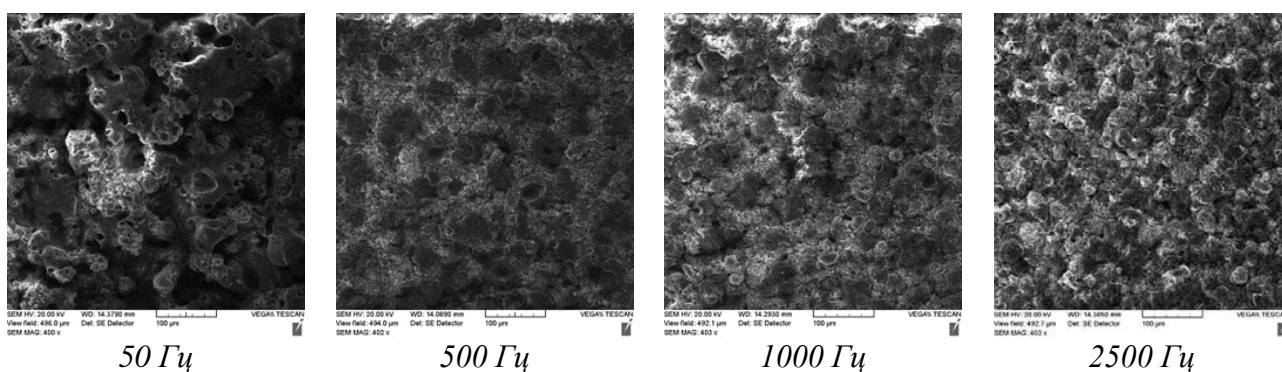 SEM HV: 20.00 kV WD: 14.3790 mm VEGA\\ TESCAN
View field: 496.0 µm Det: SE Detector 100 µm
SEM MAG: 400 x
50 Гц
SEM HV: 20.00 kV WD: 14.0890 mm VEGA\\ TESCAN
View field: 494.0 µm Det: SE Detector 100 µm
SEM MAG: 402 x
500 Гц
SEM HV: 20.00 kV WD: 14.2930 mm VEGA\\ TESCAN
View field: 492.1 µm Det: SE Detector 100 µm
SEM MAG: 403 x
1000 Гц
SEM HV: 20.00 kV WD: 14.3850 mm VEGA\\ TESCAN
View field: 492.7 µm Det: SE Detector 100 µm
SEM MAG: 403 x
2500 Гц